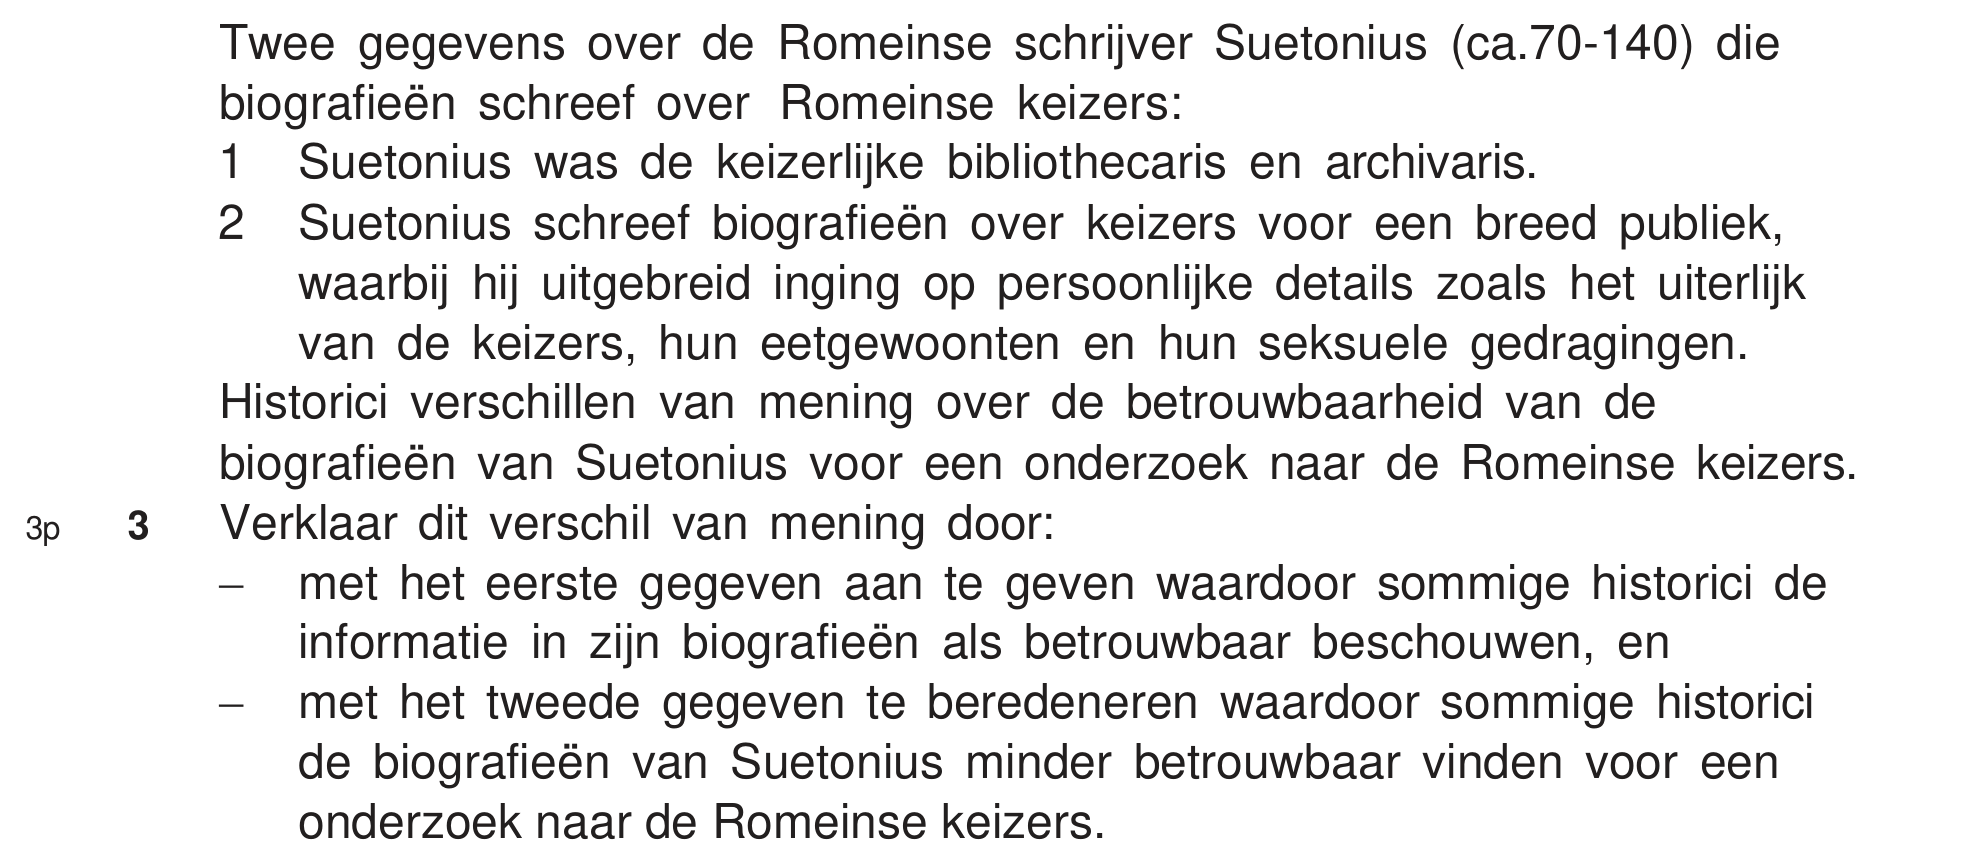 Twee gegevens over de Romeinse schrijver Suetonius (ca.70-140) die
biografieën schreef over Romeinse keizers:
1 Suetonius was de keizerlijke bibliothecaris en archivaris.
2 Suetonius schreef biografieën over keizers voor een breed publiek,
waarbij hij uitgebreid inging op persoonlijke details zoals het uiterlijk
van de keizers, hun eetgewoonten en hun seksuele gedragingen.
Historici verschillen van mening over de betrouwbaarheid van de
biografieën van Suetonius voor een onderzoek naar de Romeinse keizers.
3p 3 Verklaar dit verschil van mening door:
– met het eerste gegeven aan te geven waardoor sommige historici de
informatie in zijn biografieën als betrouwbaar beschouwen, en
– met het tweede gegeven te beredeneren waardoor sommige historici
de biografieën van Suetonius minder betrouwbaar vinden voor een
onderzoek naar de Romeinse keizers.